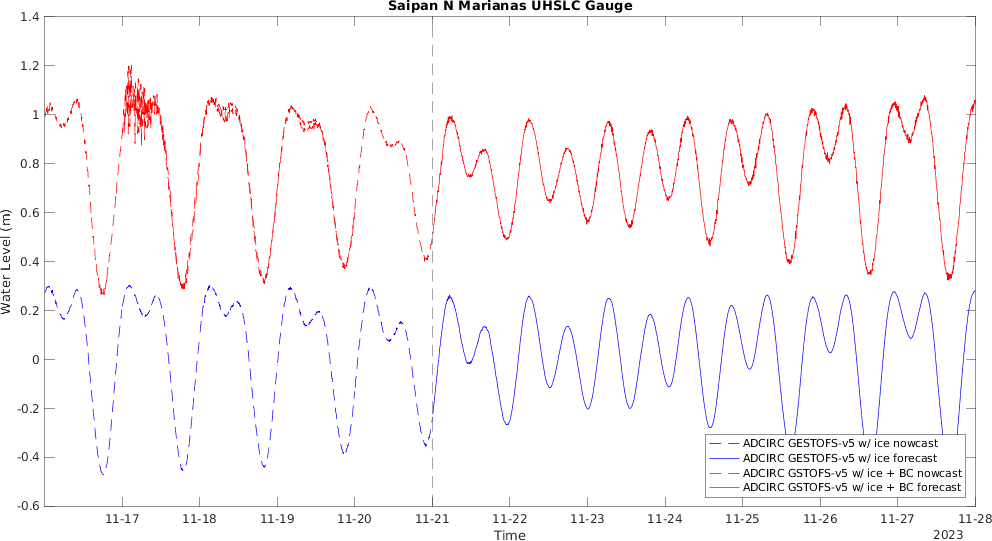 Saipan N Marianas UHSLC Gauge
1.4
1.2
1
0.8
0.6
0.4
0.2
0
-0.2
-0.4
-0.6
Water Level (m)
ADCIRC GESTOFS-v5 w/ ice nowcast
ADCIRC GESTOFS-v5 w/ ice forecast
ADCIRC GSTOFS-v5 w/ ice + BC nowcast
ADCIRC GSTOFS-v5 w/ ice + BC forecast
11-17 11-18 11-19 11-20 11-21 11-22 11-23 11-24 11-25 11-26 11-27 11-28
Time
2023